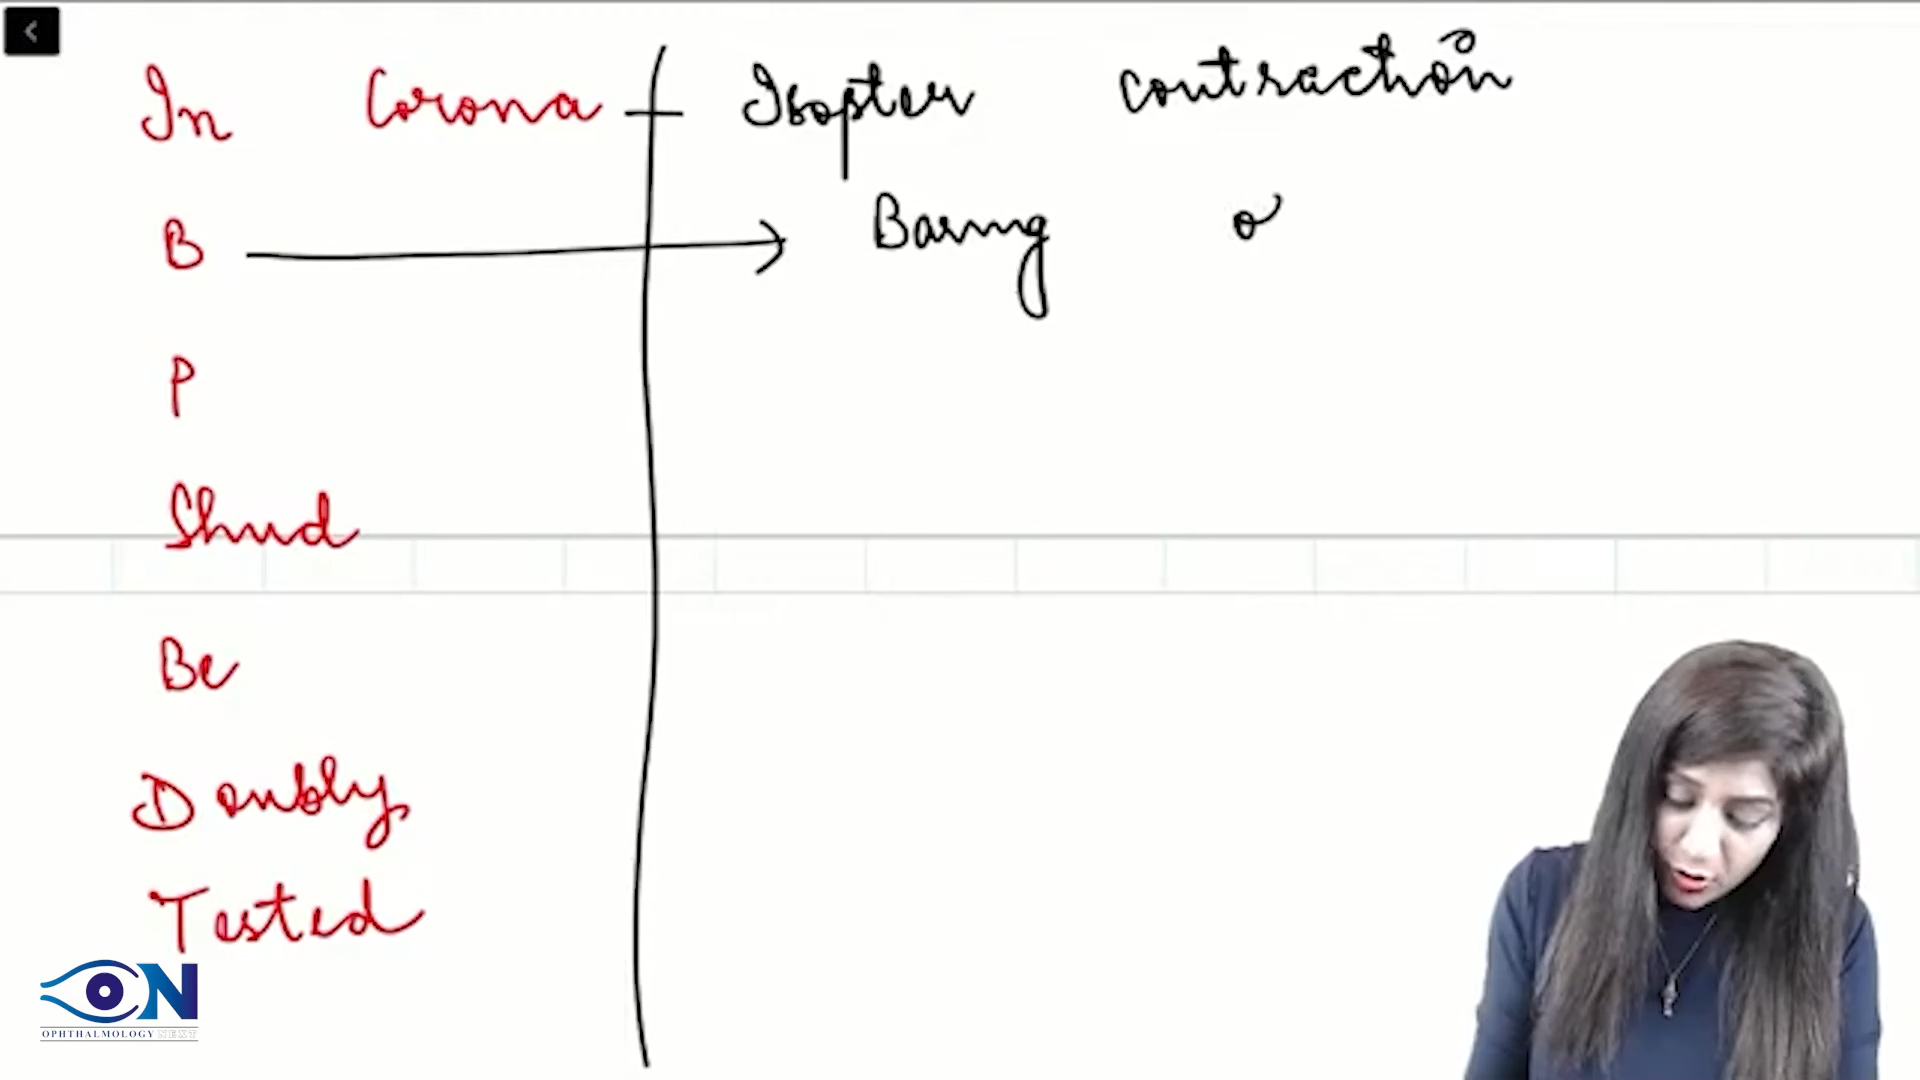 In Corona — Isopter contraction
B → Baring o
P
Shud
Be
Doubly
Tested
ON
OPHTHALMOLOGY NEXT